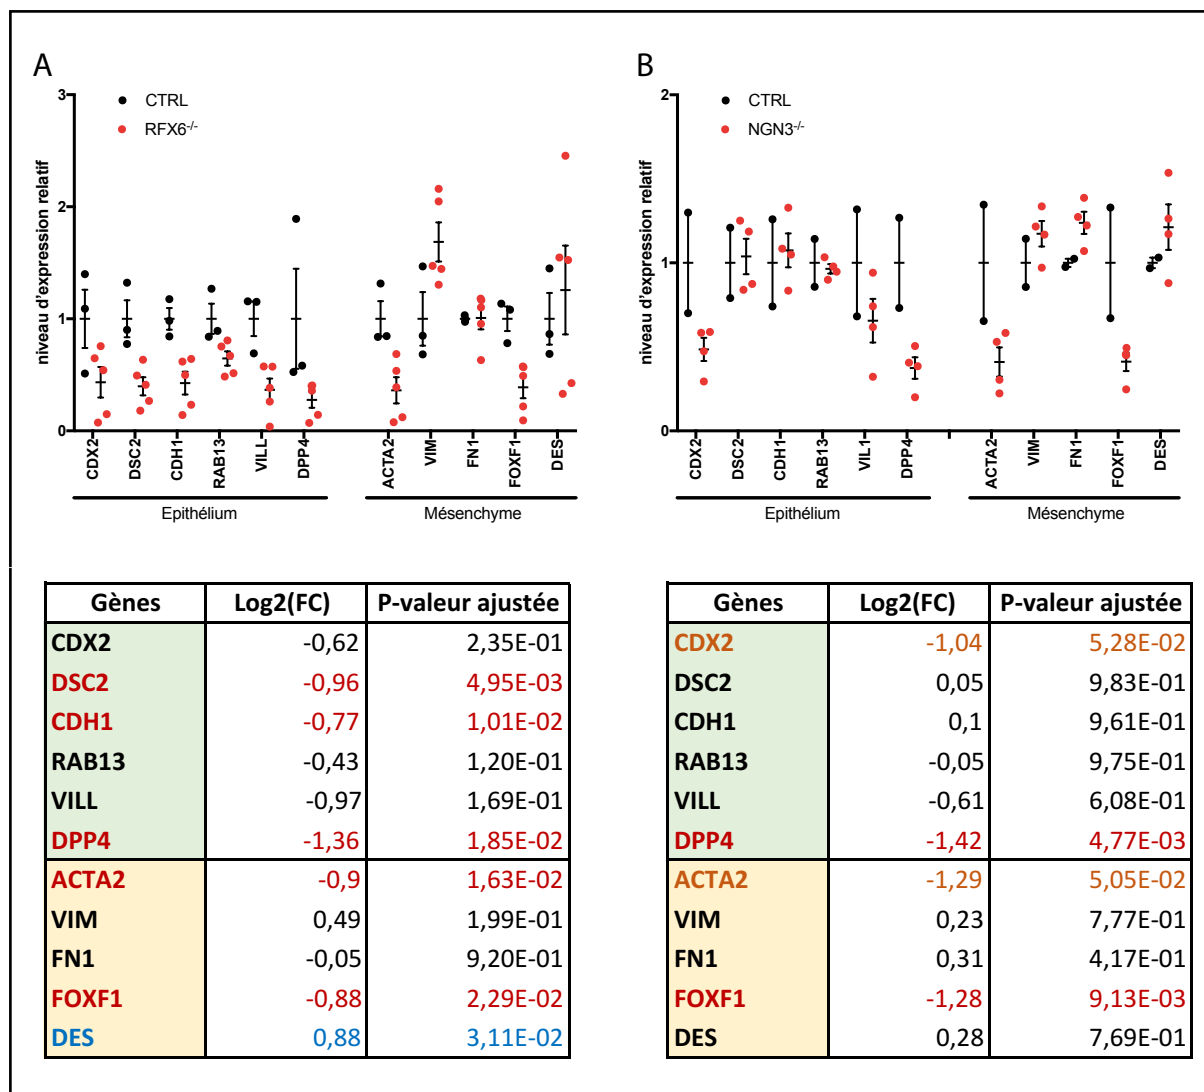 A
B
3
2
1
0
niveau d'expression relatif
CTRL
RFX6-/-
CDX2
DSC2
CDH1
RAB13
VILL
DPP4
ACTA2
VIM
FN1
FOXF1
DES
Epithélium
Mésenchyme
2
1
0
niveau d'expression relatif
CTRL
NGN3-/-
CDX2
DSC2
CDH1
RAB13
VIL1
DPP4
ACTA2
VIM
FN1
FOXF1
DES
Epithélium
Mésenchyme
Gènes Log2(FC) P-valeur ajustée
CDX2 -0,62 2,35E-01
DSC2 -0,96 4,95E-03
CDH1 -0,77 1,01E-02
RAB13 -0,43 1,20E-01
VILL -0,97 1,69E-01
DPP4 -1,36 1,85E-02
ACTA2 -0,9 1,63E-02
VIM 0,49 1,99E-01
FN1 -0,05 9,20E-01
FOXF1 -0,88 2,29E-02
DES 0,88 3,11E-02
Gènes Log2(FC) P-valeur ajustée
CDX2 -1,04 5,28E-02
DSC2 0,05 9,83E-01
CDH1 0,1 9,61E-01
RAB13 -0,05 9,75E-01
VILL -0,61 6,08E-01
DPP4 -1,42 4,77E-03
ACTA2 -1,29 5,05E-02
VIM 0,23 7,77E-01
FN1 0,31 4,17E-01
FOXF1 -1,28 9,13E-03
DES 0,28 7,69E-01